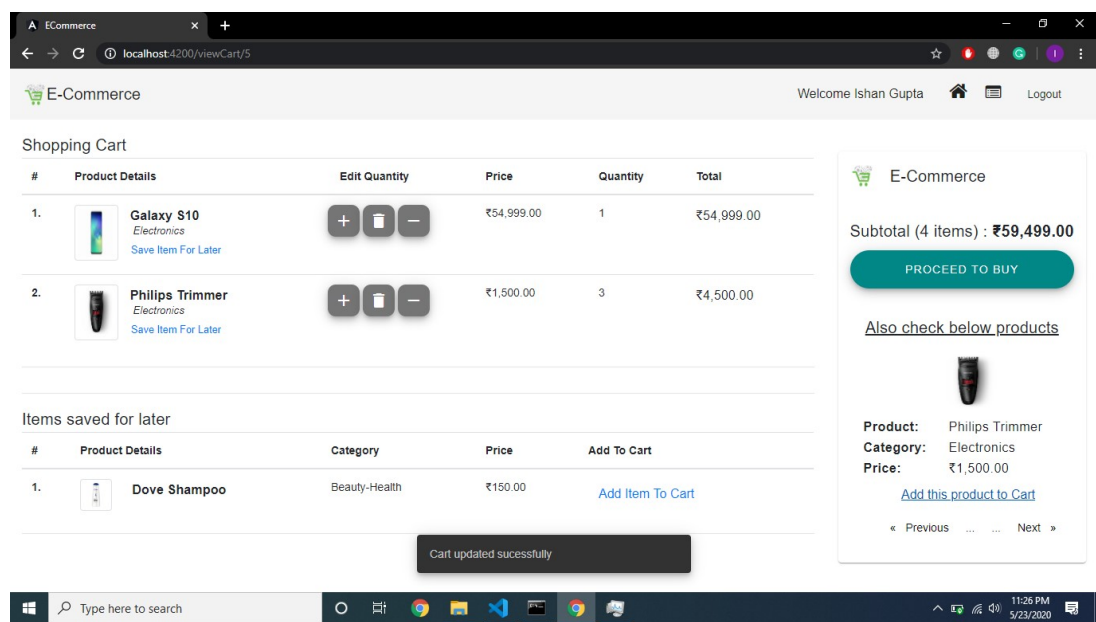 ECommerce
localhost:4200/viewCart/5
E-Commerce
Welcome Ishan Gupta
Logout
Shopping Cart
# Product Details Edit Quantity Price Quantity Total
1. Galaxy S10 ₹54,999.00 1 ₹54,999.00
Electronics
Save Item For Later
2. Philips Trimmer ₹1,500.00 3 ₹4,500.00
Electronics
Save Item For Later
Items saved for later
# Product Details Category Price Add To Cart
1. Dove Shampoo Beauty-Health ₹150.00 Add Item To Cart
E-Commerce
Subtotal (4 items) : ₹59,499.00
PROCEED TO BUY
Also check below products
Product: Philips Trimmer
Category: Electronics
Price: ₹1,500.00
Add this product to Cart
« Previous ... ... Next »
Cart updated sucessfully
Type here to search
11:26 PM
5/23/2020